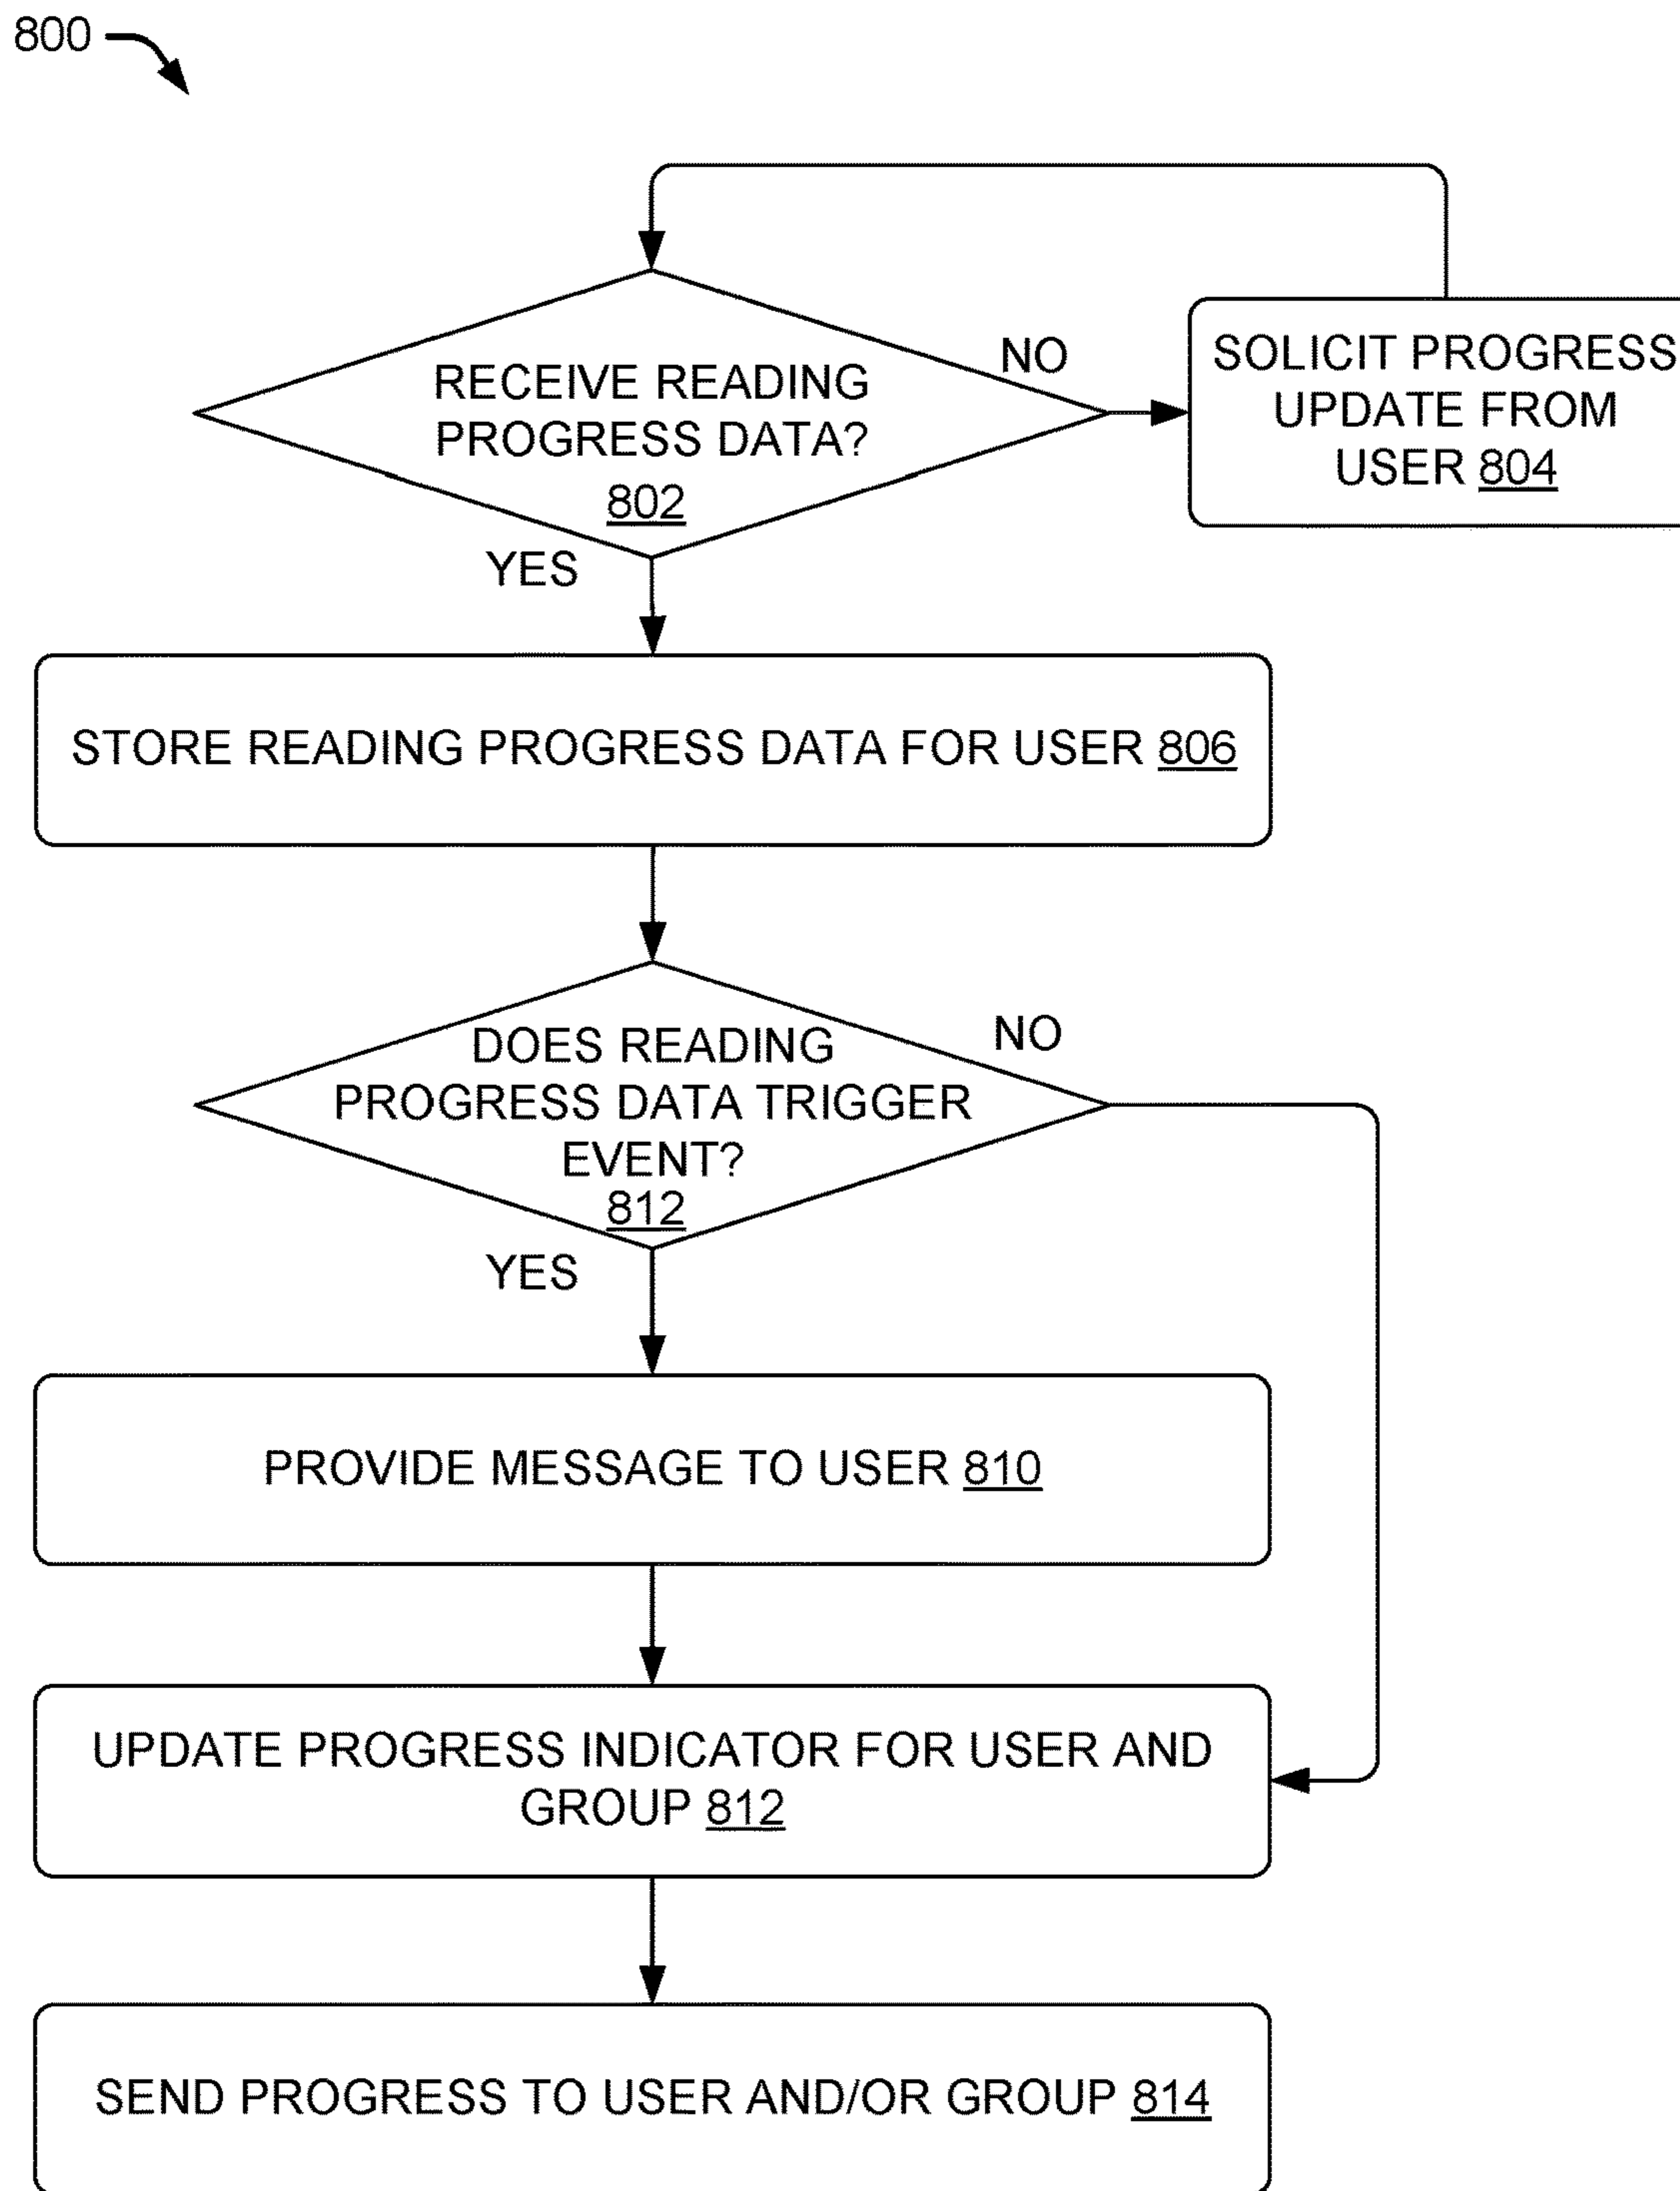 800
RECEIVE READING
PROGRESS DATA?
802
NO
SOLICIT PROGRESS
UPDATE FROM
USER 804
YES
STORE READING PROGRESS DATA FOR USER 806
DOES READING
PROGRESS DATA TRIGGER
EVENT?
812
NO
YES
PROVIDE MESSAGE TO USER 810
UPDATE PROGRESS INDICATOR FOR USER AND
GROUP 812
SEND PROGRESS TO USER AND/OR GROUP 814